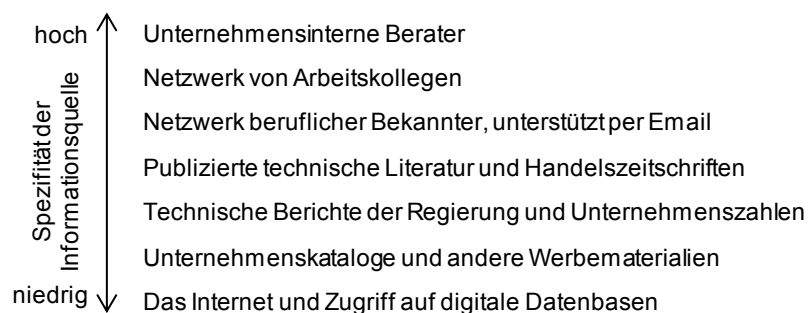 hoch
Unternehmensinterne Berater
Netzwerk von Arbeitskollegen
Netzwerk beruflicher Bekannter, unterstützt per Email
Publizierte technische Literatur und Handelszeitschriften
Spezifität der
Informationsquelle
Technische Berichte der Regierung und Unternehmenszahlen
Unternehmenskataloge und andere Werbematerialien
niedrig
Das Internet und Zugriff auf digitale Datenbasen